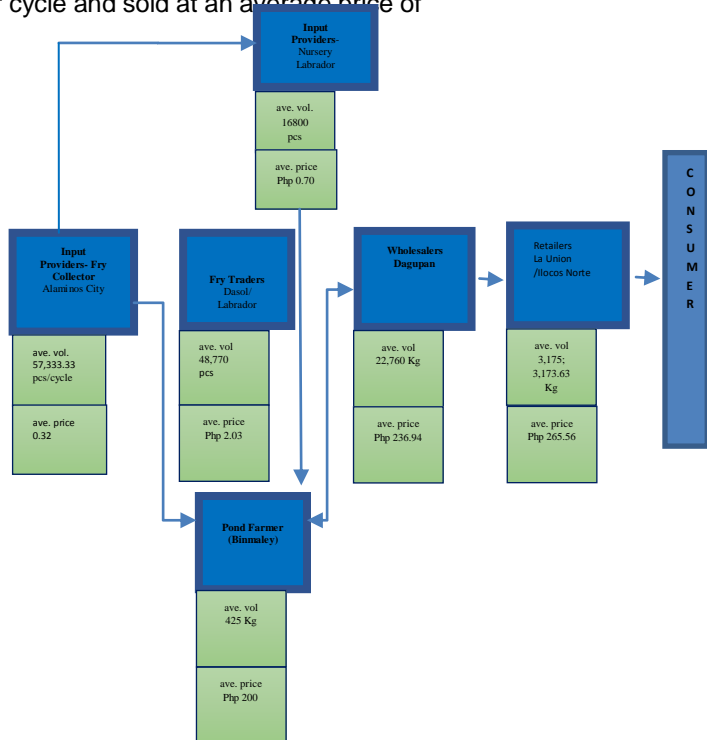 cycle and sold at an average price of
Input
Providers-
Nursery
Labrador
ave. vol.
16800
pcs
ave. price
Php 0.70
Input
Providers- Fry
Collector
Alaminos City
ave. vol.
57,333.33
pcs/cycle
ave. price
0.32
Fry Traders
Dasol/
Labrador
ave. vol
48,770
pcs
ave. price
Php 2.03
Pond Farmer
(Binmaley)
ave. vol
425 Kg
ave. price
Php 200
Wholesalers
Dagupan
ave. vol
22,760 Kg
ave. price
Php 236.94
Retailers
La Union
/Ilocos Norte
ave. vol
3,175;
3,173.63
Kg
ave. price
Php 265.56
C
O
N
S
U
M
E
R